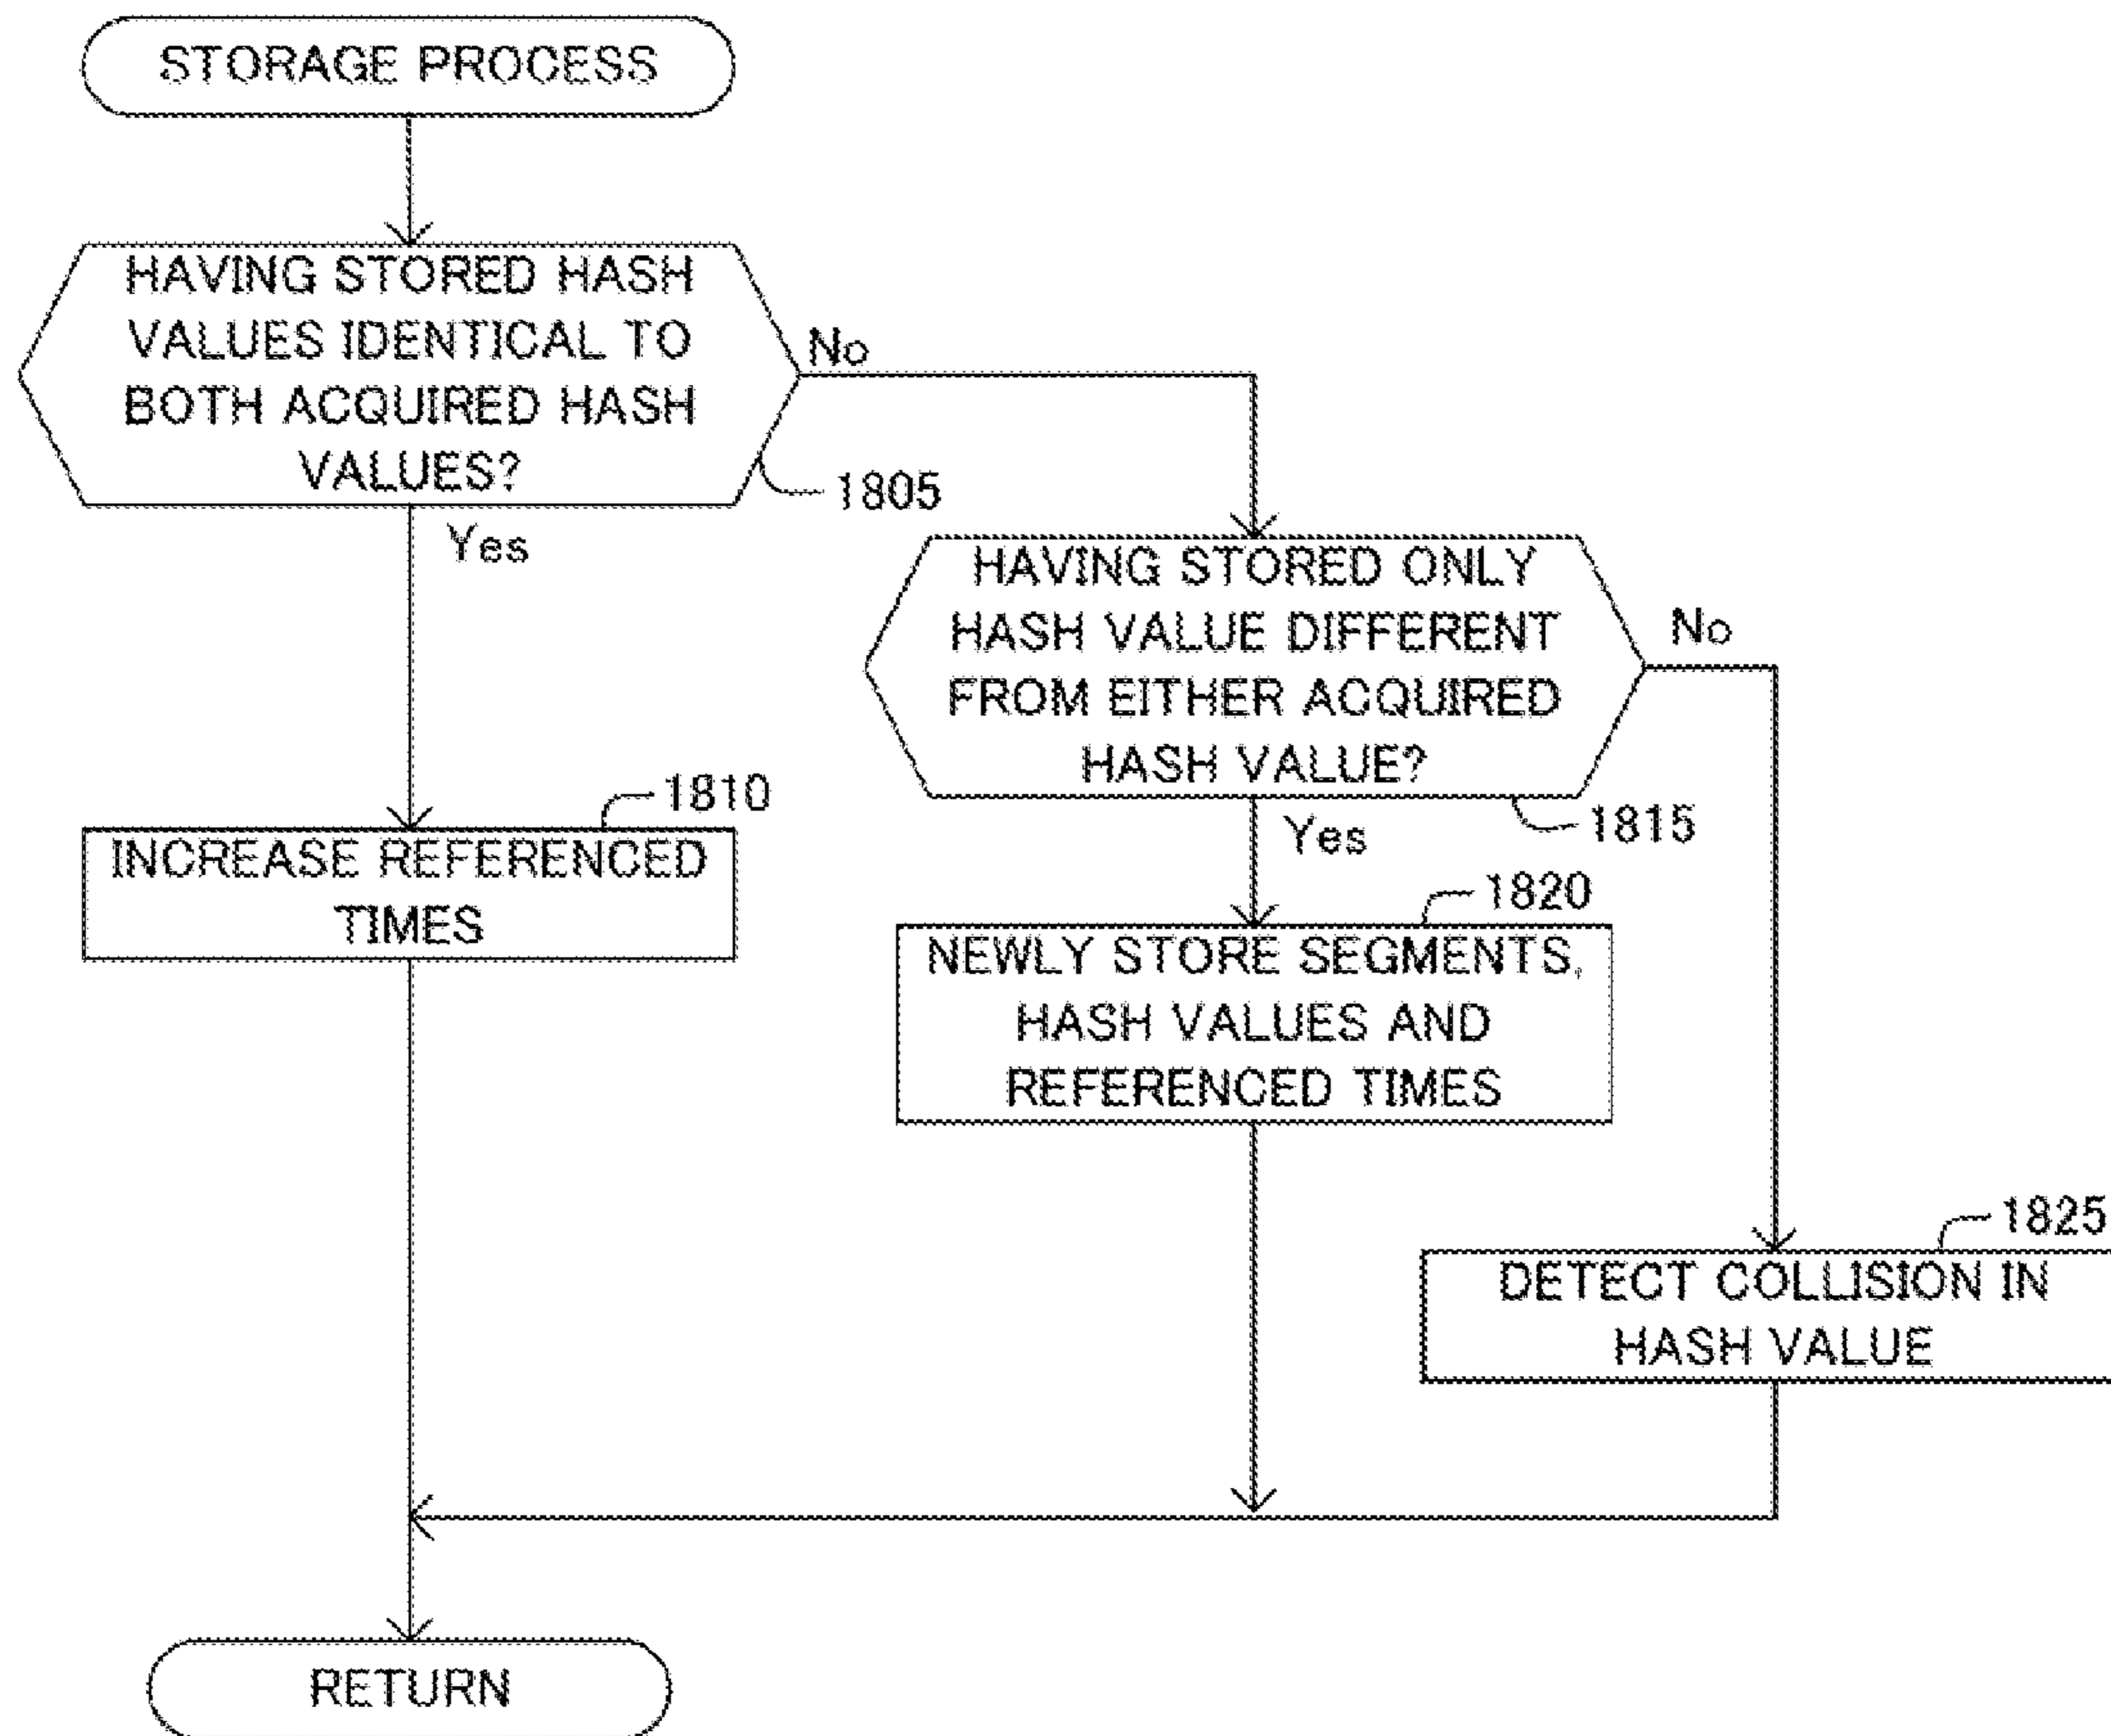 STORAGE PROCESS
HAVING STORED HASH
VALUES IDENTICAL TO
BOTH ACQUIRED HASH
VALUES?
No
1805
Yes
HAVING STORED ONLY
HASH VALUE DIFFERENT
FROM EITHER ACQUIRED
HASH VALUE?
No
1815
Yes
1810
INCREASE REFERENCED
TIMES
1820
NEWLY STORE SEGMENTS,
HASH VALUES AND
REFERENCED TIMES
1825
DETECT COLLISION IN
HASH VALUE
RETURN